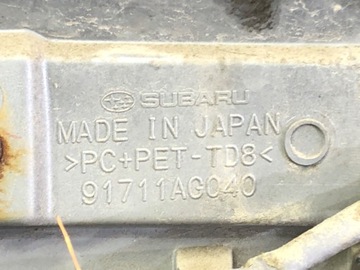 SUBARU
MADE IN JAPAN
>PC+PET-TD8<
91711AG040